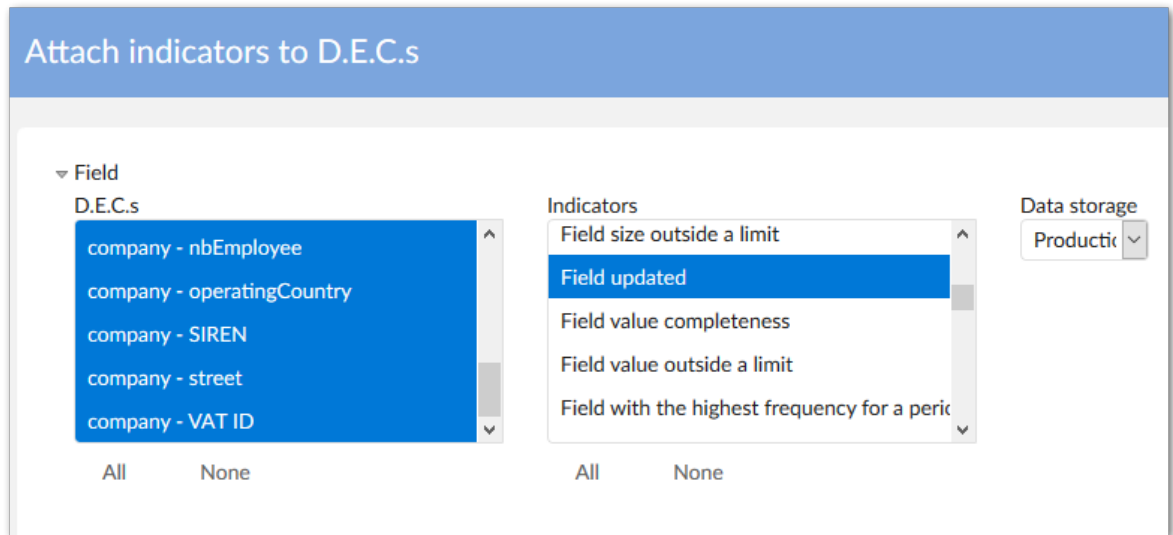 Attach indicators to D.E.C.s
Field
D.E.C.s
company - nbEmployee
company - operatingCountry
company - SIREN
company - street
company - VAT ID
All None
Indicators
Field size outside a limit
Field updated
Field value completeness
Field value outside a limit
Field with the highest frequency for a peric
All None
Data storage
Productic